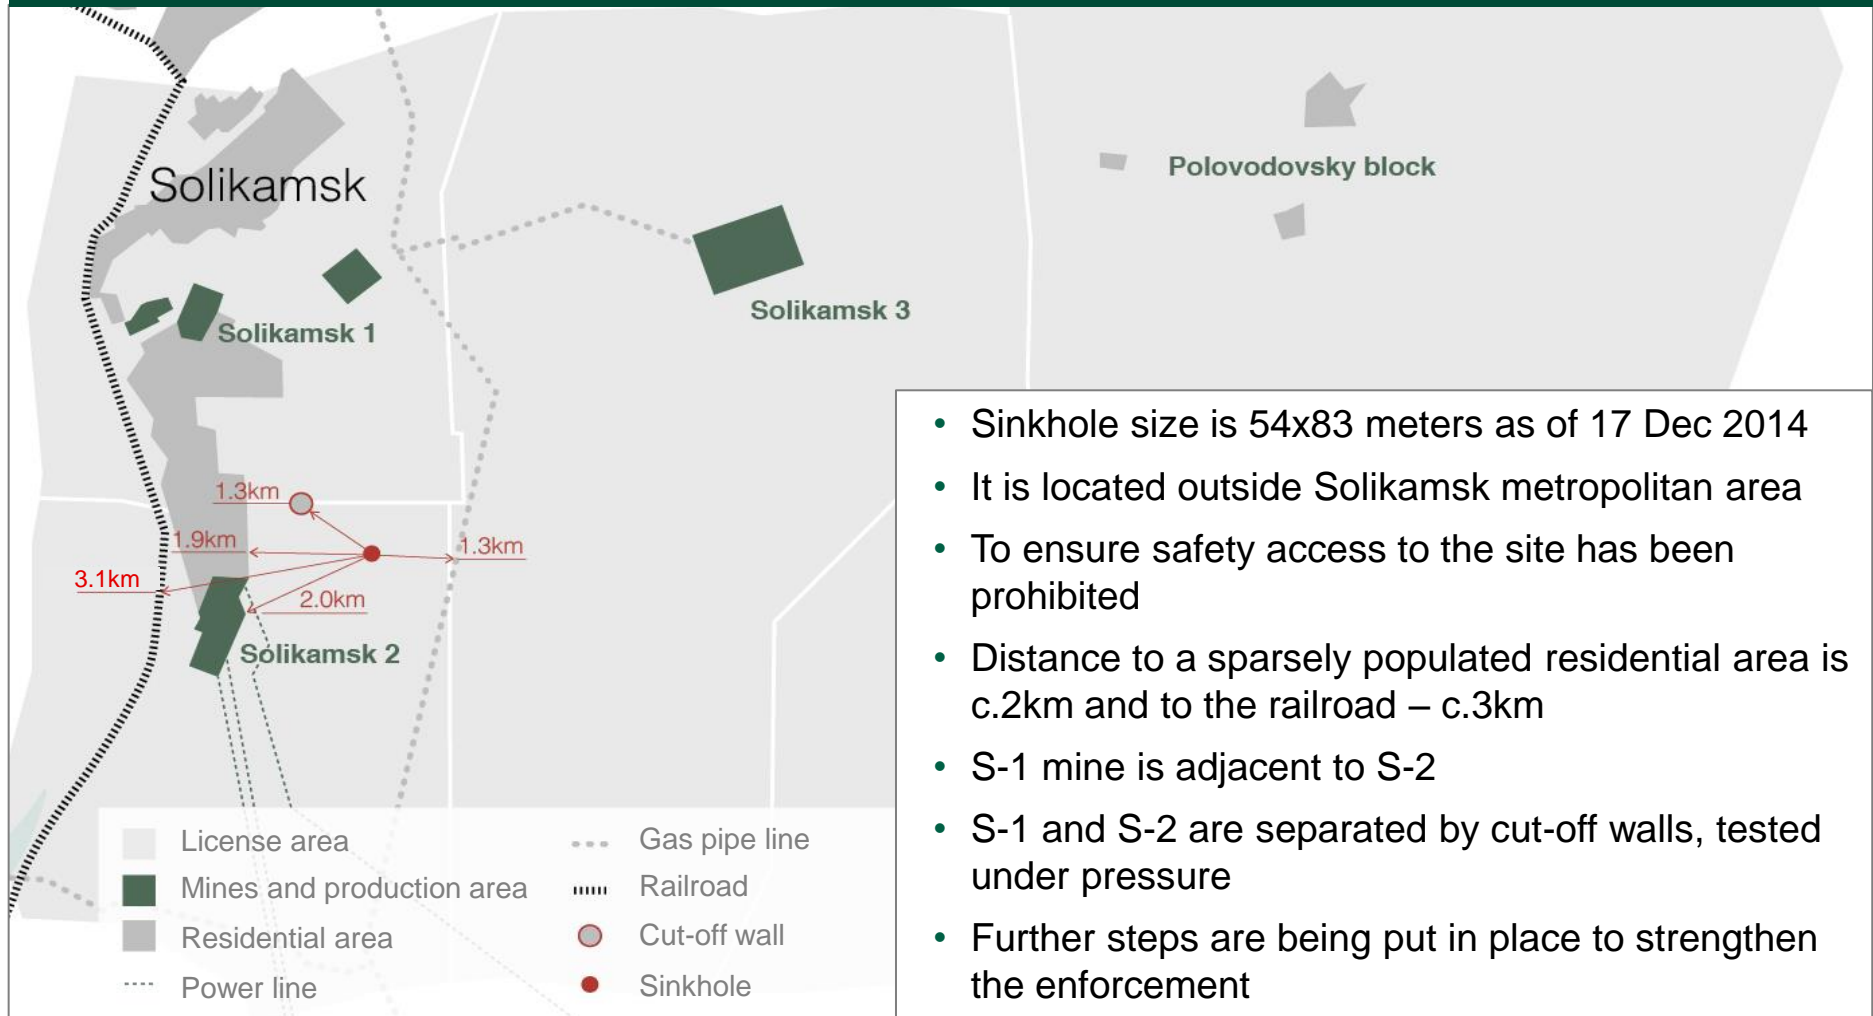 Solikamsk
Polovodovsky block
Solikamsk 3
Solikamsk 1
1.3km
1.9km
1.3km
3.1km
2.0km
Solikamsk 2
License area
Mines and production area
Residential area
Power line
Gas pipe line
Railroad
Cut-off wall
Sinkhole
• Sinkhole size is 54x83 meters as of 17 Dec 2014
• It is located outside Solikamsk metropolitan area
• To ensure safety access to the site has been
prohibited
• Distance to a sparsely populated residential area is
c.2km and to the railroad – c.3km
• S-1 mine is adjacent to S-2
• S-1 and S-2 are separated by cut-off walls, tested
under pressure
• Further steps are being put in place to strengthen
the enforcement